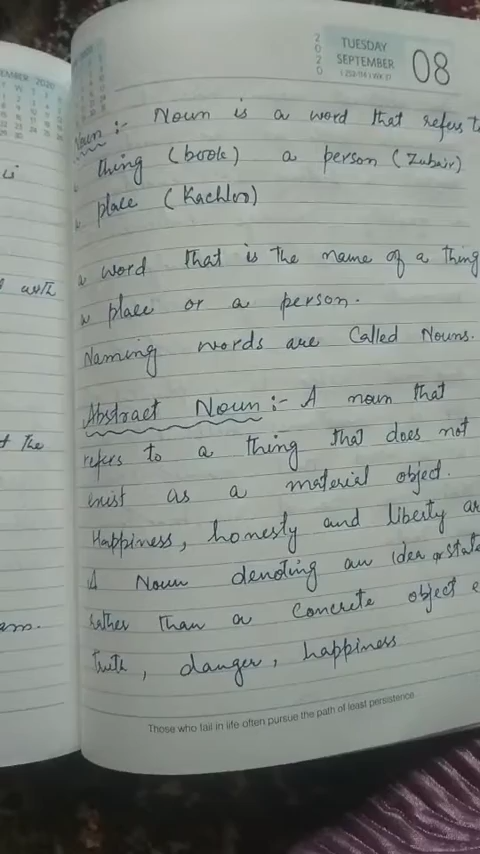 2020
TUESDAY
SEPTEMBER
08
Noun :- Noun is a word that refers to
thing (book) a person (Zubair)
a place (Kachloo)
a word that is the name of a thing
a place or a person.
Naming words are Called Nouns.
Abstract Noun :- A noun that
refers to a thing that does not
exist as a material object.
Happiness, honesty and liberty are
A Noun denoting an idea or state
rather than a concrete object e
truth, danger, happiness
Those who fail in life often pursue the path of least persistence
with
the